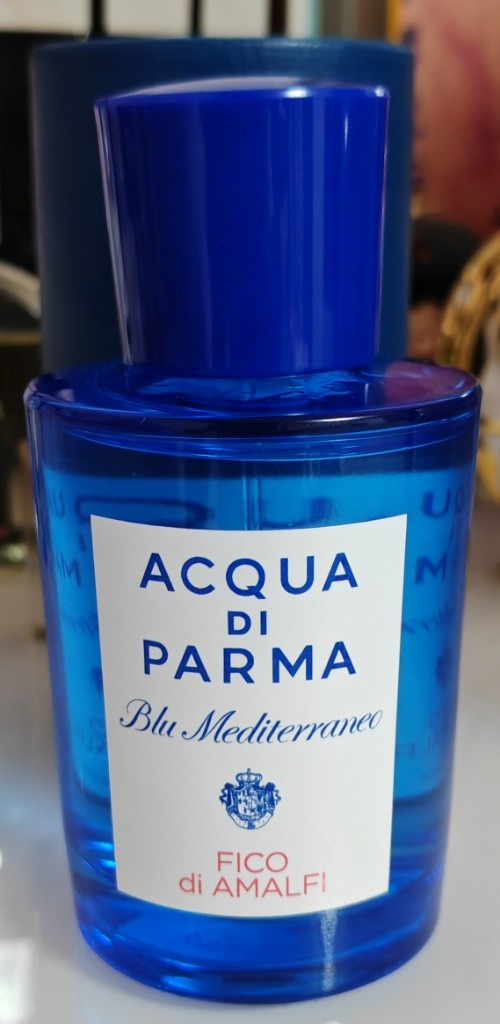 ACQUA
DI
PARMA
Blu Mediterraneo
FICO
di AMALFI